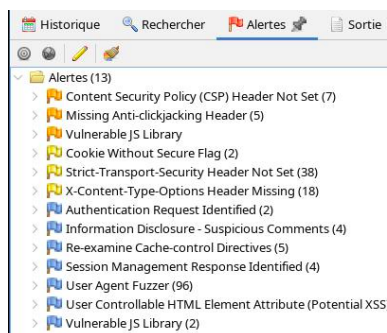 Historique Rechercher Alertes Sortie
Alertes (13)
Content Security Policy (CSP) Header Not Set (7)
Missing Anti-clickjacking Header (5)
Vulnerable JS Library
Cookie Without Secure Flag (2)
Strict-Transport-Security Header Not Set (38)
X-Content-Type-Options Header Missing (18)
Authentication Request Identified (2)
Information Disclosure - Suspicious Comments (4)
Re-examine Cache-control Directives (5)
Session Management Response Identified (4)
User Agent Fuzzer (96)
User Controllable HTML Element Attribute (Potential XSS
Vulnerable JS Library (2)